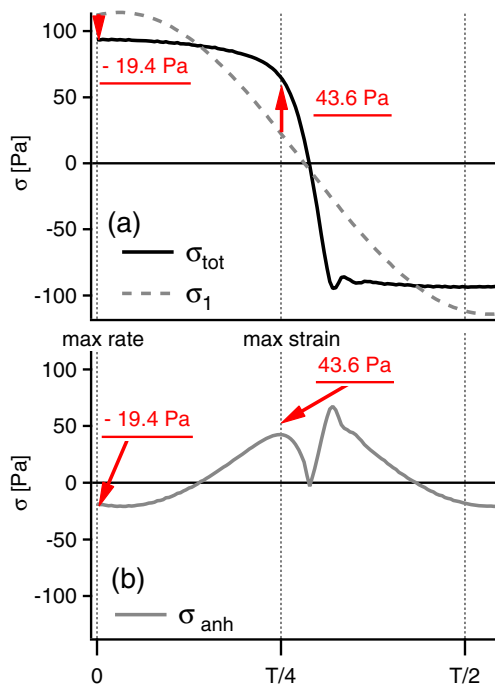 100
- 19.4 Pa
43.6 Pa
50
0
-50
-100
σ [Pa]
(a)
σtot
σ1
max rate
max strain
100
43.6 Pa
- 19.4 Pa
50
0
-50
-100
σ [Pa]
(b)
σ anh
0
T/4
T/2